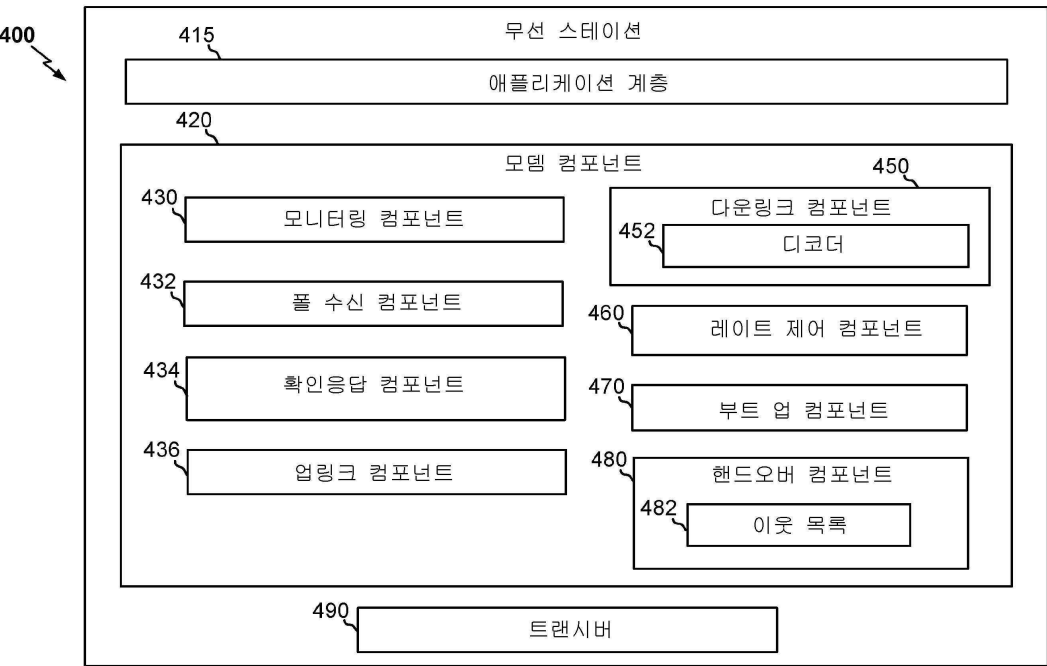 400
무선 스테이션
415
애플리케이션 계층
420
모뎀 컴포넌트
430
모니터링 컴포넌트
432
폴 수신 컴포넌트
434
확인응답 컴포넌트
436
업링크 컴포넌트
450
다운링크 컴포넌트
452
디코더
460
레이트 제어 컴포넌트
470
부트 업 컴포넌트
480
핸드오버 컴포넌트
482
이웃 목록
490
트랜시버